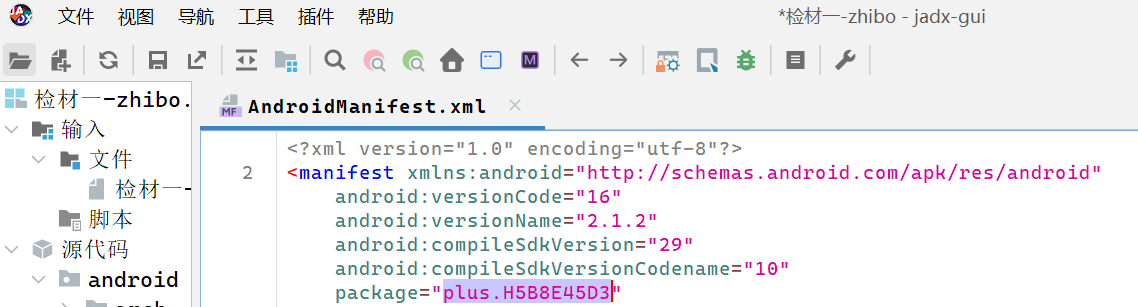 文件 视图 导航 工具 插件 帮助 *检材一-zhibo - jadx-gui
检材一-zhibo.
输入
文件
检材一-
脚本
源代码
android
MF AndroidManifest.xml
<?xml version="1.0" encoding="utf-8"?>
2 <manifest xmlns:android="http://schemas.android.com/apk/res/android"
android:versionCode="16"
android:versionName="2.1.2"
android:compileSdkVersion="29"
android:compileSdkVersionCodename="10"
package="plus.H5B8E45D3"